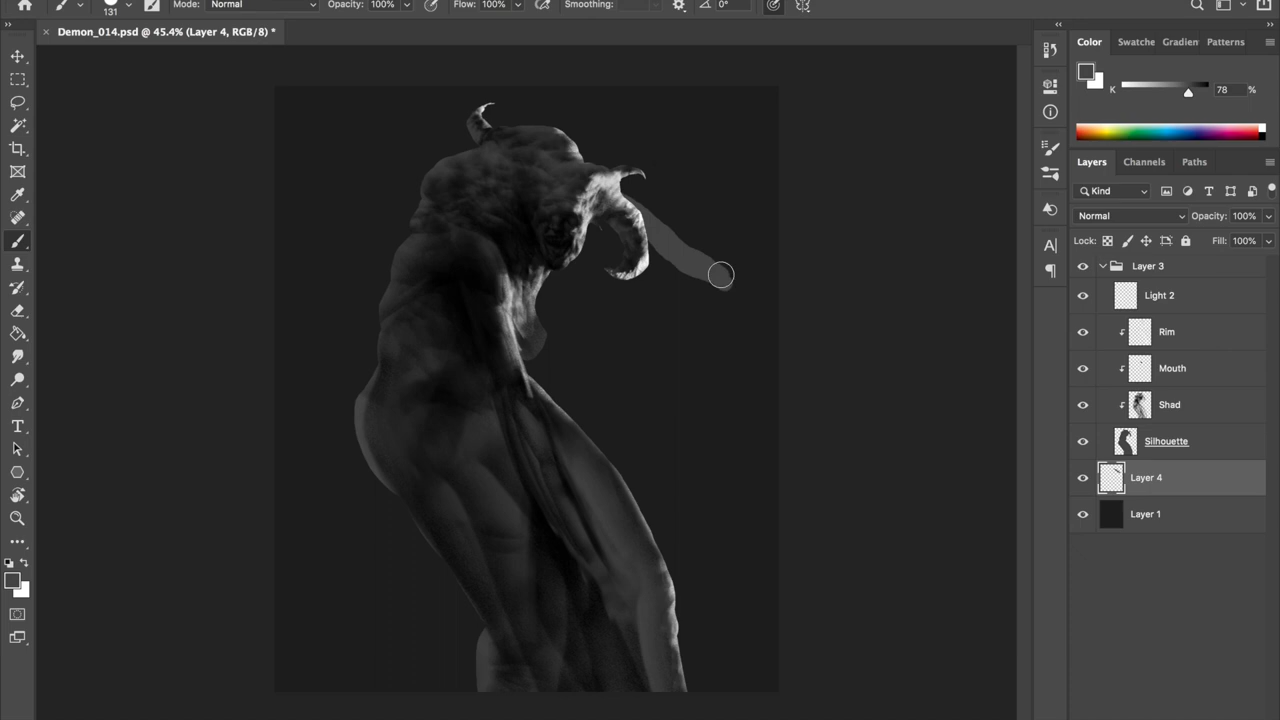 131 Mode: Normal Opacity: 100% Flow: 100% Smoothing: 0°
× Demon_014.psd @ 45.4% (Layer 4, RGB/8) *
Color Swatche Gradien Patterns
K 78 %
Layers Channels Paths
Kind
Normal Opacity: 100%
Lock: Fill: 100%
Layer 3
Light 2
Rim
Mouth
Shad
Silhouette
Layer 4
Layer 1